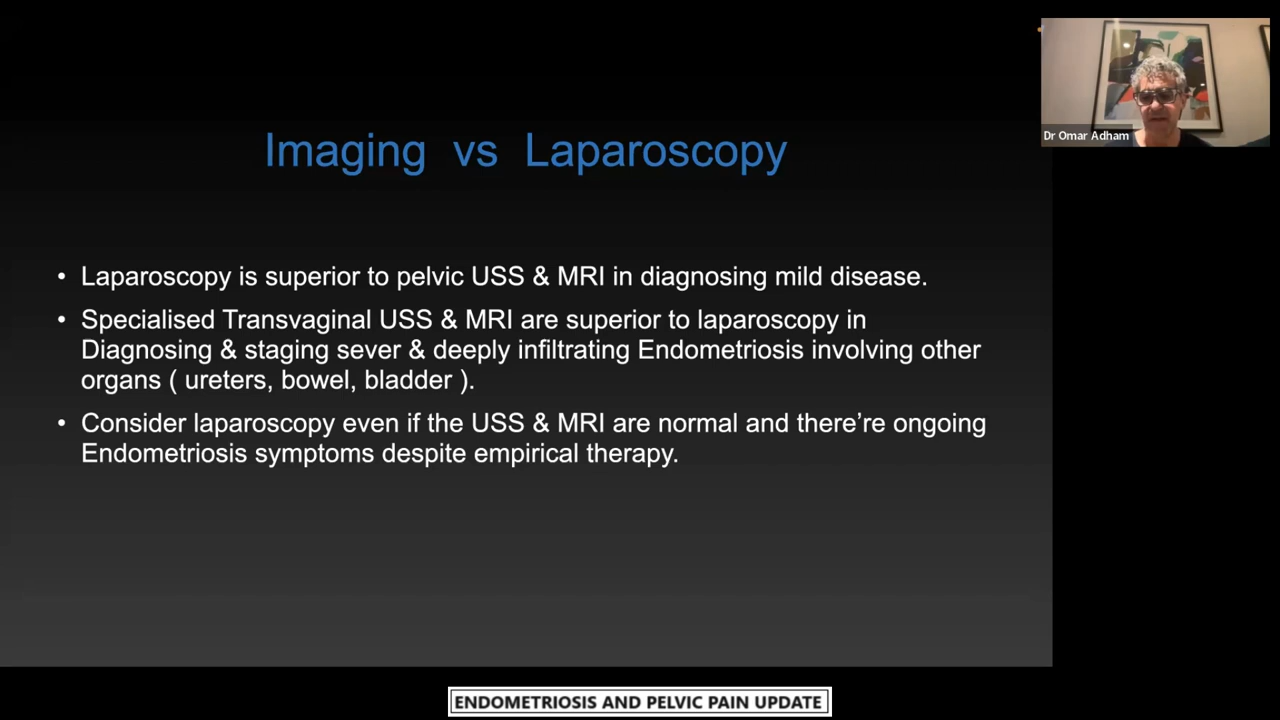 Dr Omar Adham
Imaging vs Laparoscopy
• Laparoscopy is superior to pelvic USS & MRI in diagnosing mild disease.
• Specialised Transvaginal USS & MRI are superior to laparoscopy in
Diagnosing & staging sever & deeply infiltrating Endometriosis involving other
organs ( ureters, bowel, bladder ).
• Consider laparoscopy even if the USS & MRI are normal and there’re ongoing
Endometriosis symptoms despite empirical therapy.
ENDOMETRIOSIS AND PELVIC PAIN UPDATE